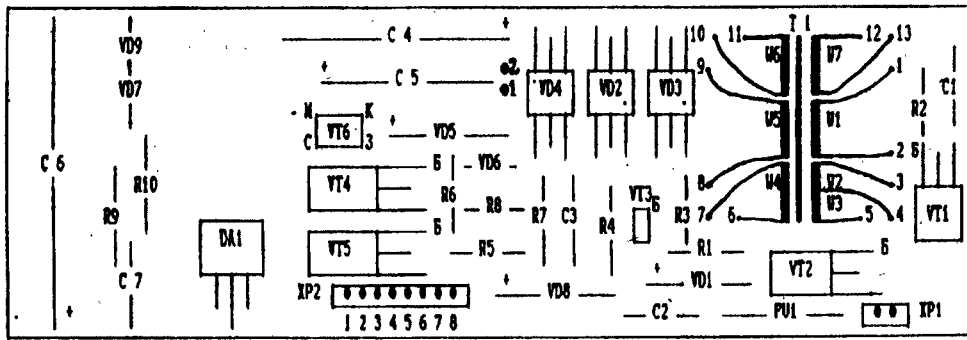 10 11 T 1 12 13
VD9 + C 4 + W6 W7
9 1
VD7 + C 5 2 1 VD4 VD2 VD3 R2 C1
И К
VT6 + VD5 W5 W1
С З
C 6 Б VD6 2 Б
R10 VT4 R6 VT3 8 W4 W2 3
R9 R8 R7 C3 R4 Б R3 7 6 W3 5 4 VT1
DA1 Б
VT5 R5 R1 Б
C 7 + VD1 VT2
+ XP2 + VD8
1 2 3 4 5 6 7 8 C2 PU1 XP1